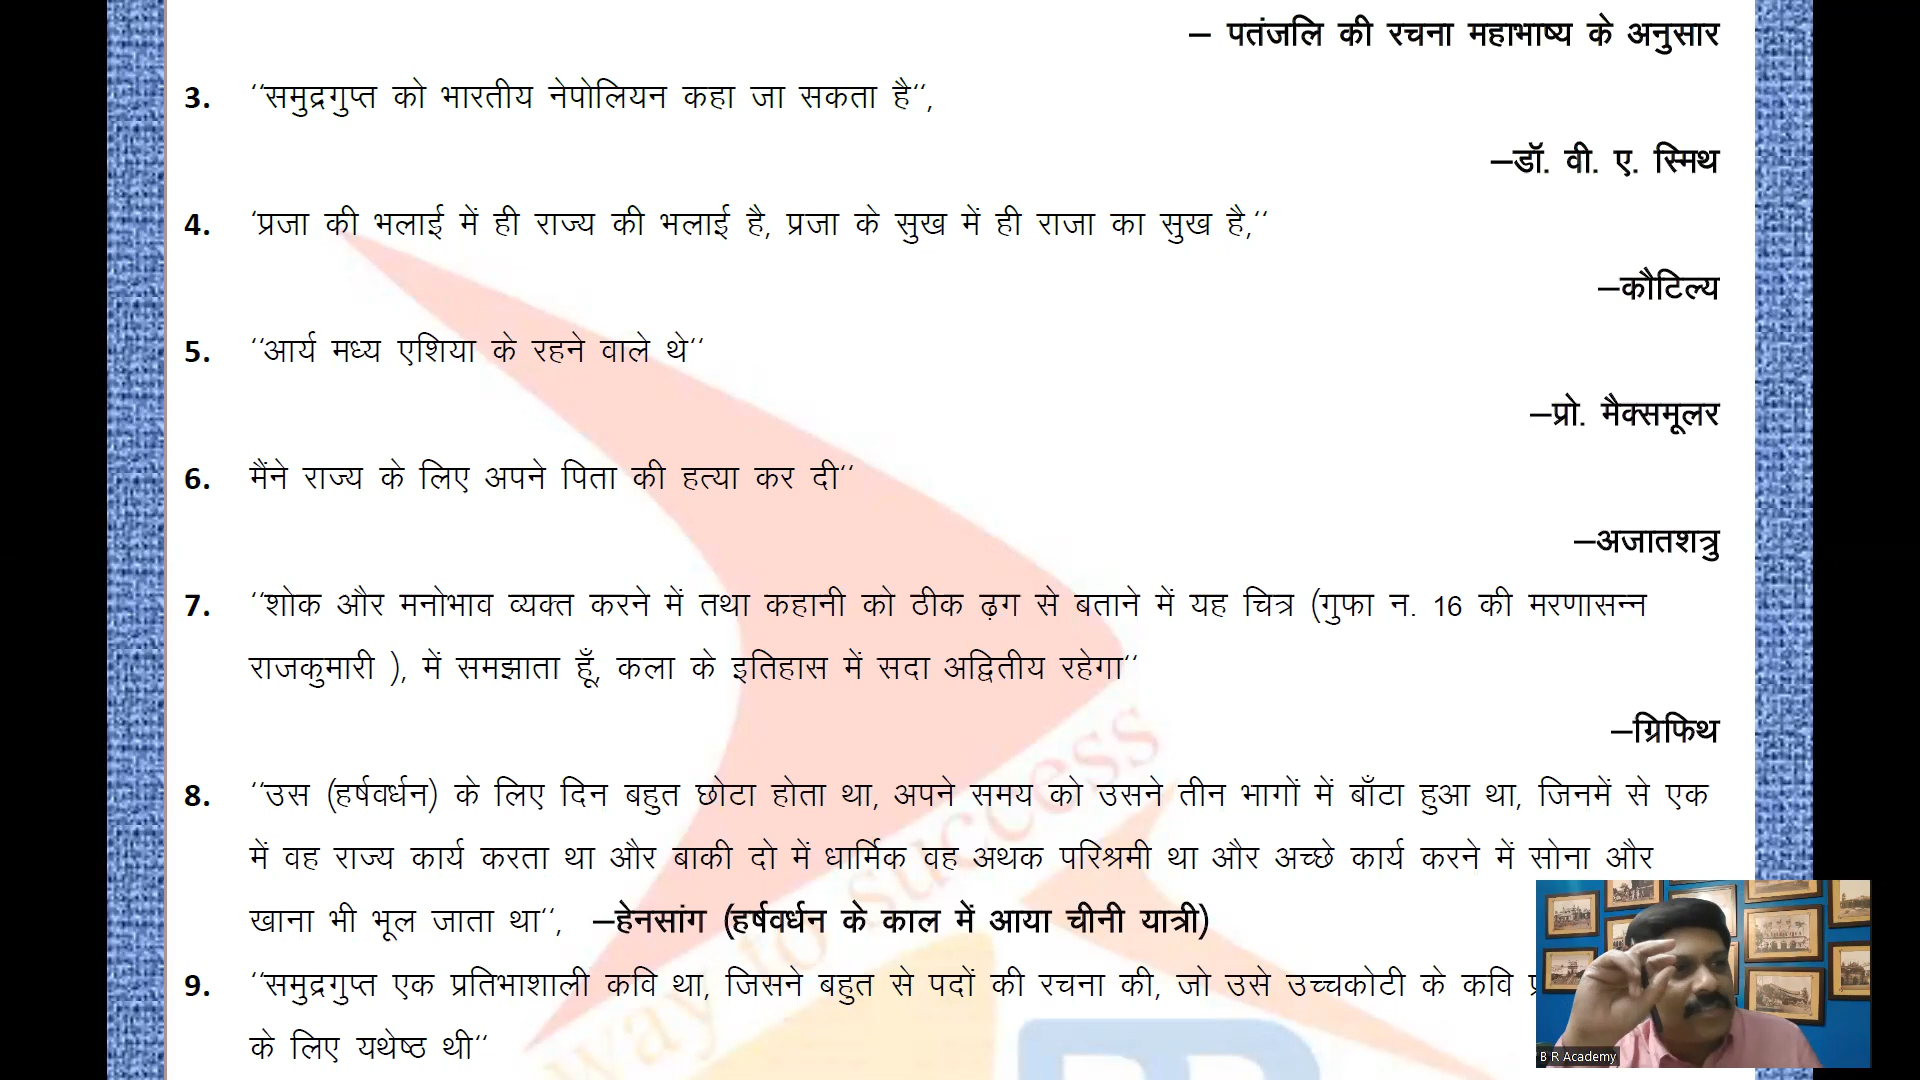 – पतंजलि की रचना महाभाष्य के अनुसार
3. ‘‘समुद्रगुप्त को भारतीय नेपोलियन कहा जा सकता है‘‘,
–डॉ. वी. ए. स्मिथ
4. ‘प्रजा की भलाई में ही राज्य की भलाई है, प्रजा के सुख में ही राजा का सुख है,‘‘
–कौटिल्य
5. ‘‘आर्य मध्य एशिया के रहने वाले थे‘‘
–प्रो. मैक्समूलर
6. मैंने राज्य के लिए अपने पिता की हत्या कर दी‘‘
–अजातशत्रु
7. ‘‘शोक और मनोभाव व्यक्त करने में तथा कहानी को ठीक ढ़ग से बताने में यह चित्र (गुफा न. 16 की मरणासन्न
राजकुमारी ), में समझाता हूँ, कला के इतिहास में सदा अद्वितीय रहेगा‘‘
–ग्रिफिथ
8. ‘‘उस (हर्षवर्धन) के लिए दिन बहुत छोटा होता था, अपने समय को उसने तीन भागों में बाँटा हुआ था, जिनमें से एक
में वह राज्य कार्य करता था और बाकी दो में धार्मिक वह अथक परिश्रमी था और अच्छे कार्य करने में सोना और
खाना भी भूल जाता था‘‘, –हेनसांग (हर्षवर्धन के काल में आया चीनी यात्री)
9. ‘‘समुद्रगुप्त एक प्रतिभाशाली कवि था, जिसने बहुत से पदों की रचना की, जो उसे उच्चकोटि के कवि
के लिए यथेष्ठ थी‘‘
way to success
B R Academy